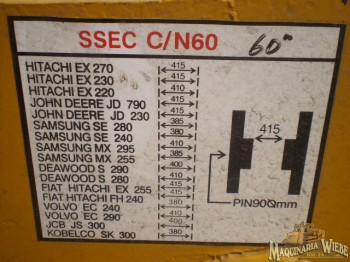 SSEC C/N60 60"
HITACHI EX 270 415
HITACHI EX 230 415
HITACHI EX 220 410
JOHN DEERE JD 790 415
JOHN DEERE JD 230 415
SAMSUNG SE 280 385
SAMSUNG SE 240 380
SAMSUNG MX 295 410
SAMSUNG MX 255 385
DEAWOOD S 290 400
DEAWOOD S 280 415
FIAT HITACHI EX 255 415
FIAT HITACHI FH 240
VOLVO EC 240 380
VOLVO EC 290 410
JCB JS 300 400
KOBELCO SK 300 380
415
PIN90Ømm
MAQUINARIA WIEBE